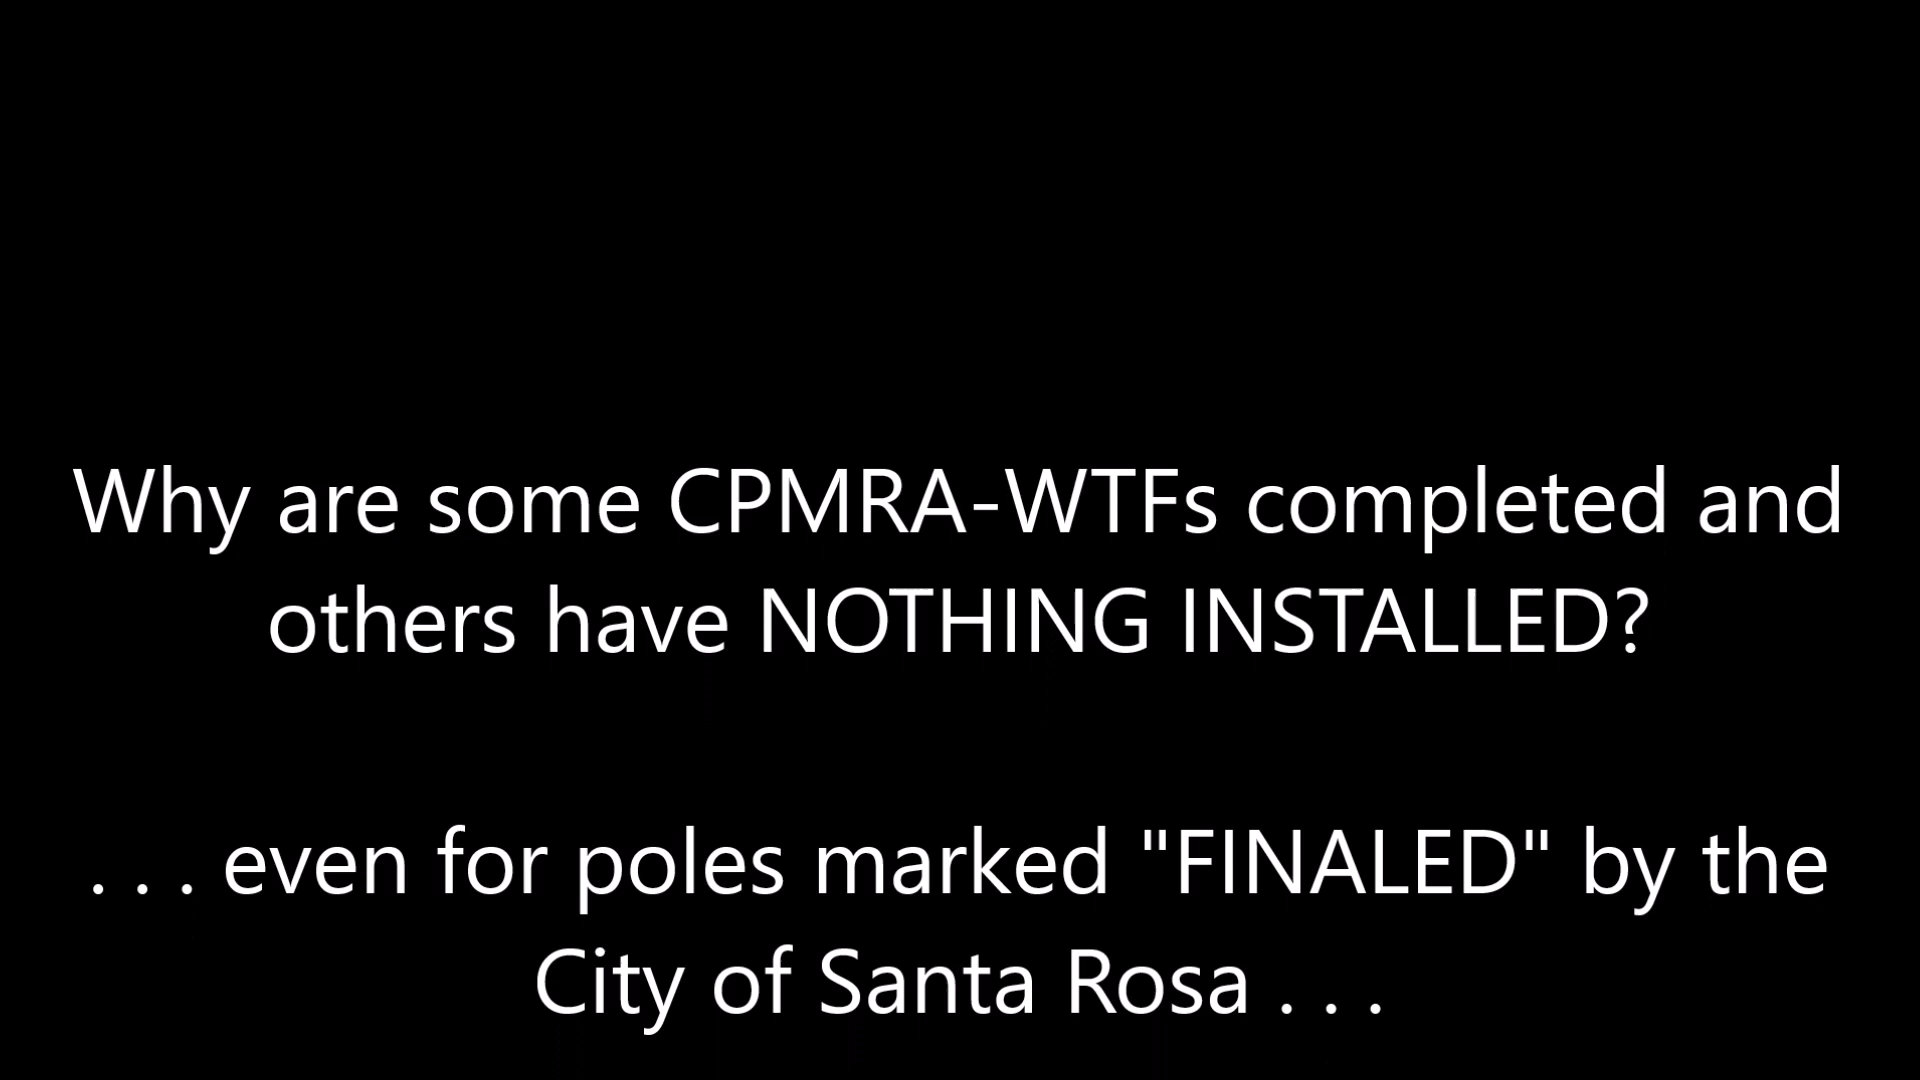 Why are some CPMRA-WTFs completed and
others have NOTHING INSTALLED?
. . . even for poles marked "FINALED" by the
City of Santa Rosa . . .